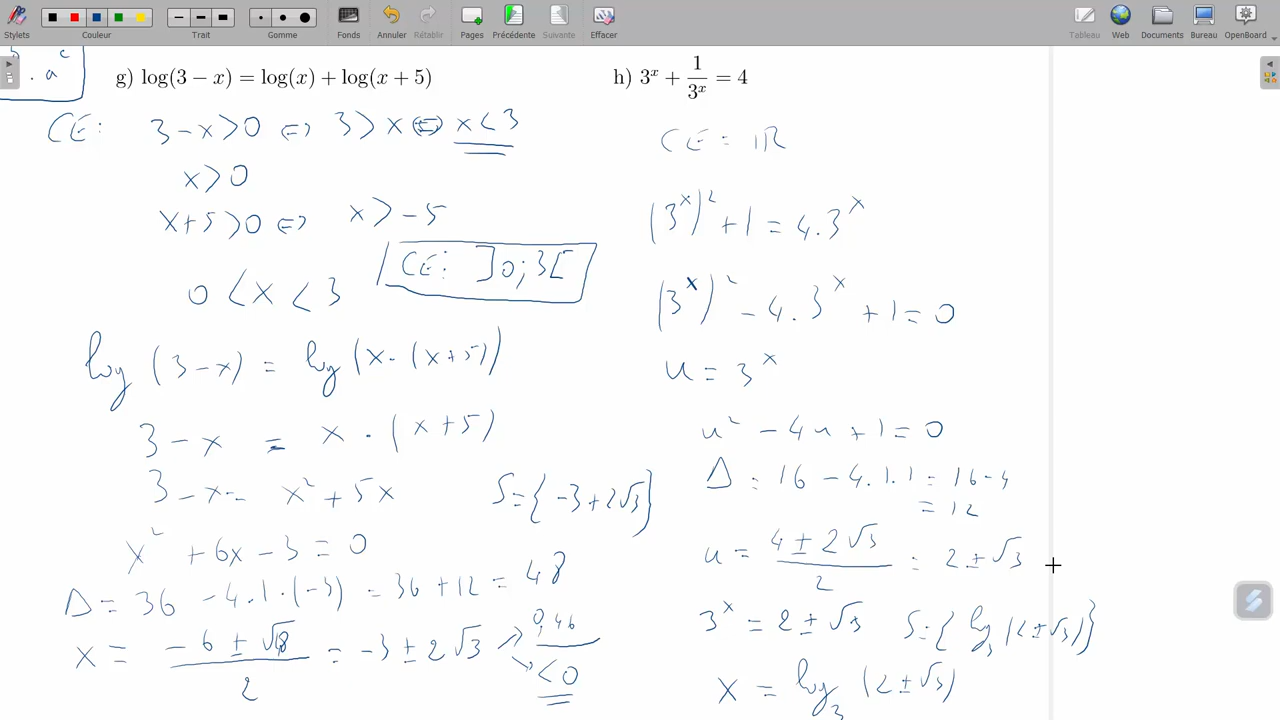 Stylets Couleur Trait Gomme Fonds Annuler Rétablir Pages Précédente Suivante Effacer Tableau Web Documents Bureau OpenBoard
. a^c
g) log(3 − x) = log(x) + log(x + 5)
CE: 3 - x > 0 ⇔ 3 > x ⇔ x < 3
x > 0
x + 5 > 0 ⇔ x > -5
CE: ]0;3[
0 < x < 3
log (3 - x) = log (x · (x + 5))
3 - x = x · (x + 5)
3 - x = x² + 5x
S = {-3 + 2√3}
x² + 6x - 3 = 0
Δ = 36 - 4.1.(-3) = 36 + 12 = 48
x = (-6 ± √48)/2 = -3 ± 2√3
0,46
< 0
h) 3^x + 1/3^x = 4
CE = IR
(3^x)² + 1 = 4 . 3^x
(3^x)² - 4 . 3^x + 1 = 0
u = 3^x
u² - 4u + 1 = 0
Δ = 16 - 4.1.1 = 16 - 4
= 12
u = (4 ± 2√3)/2 = 2 ± √3
3^x = 2 ± √3 S = {log_3 (2 ± √3)}
x = log_3 (2 ± √3)